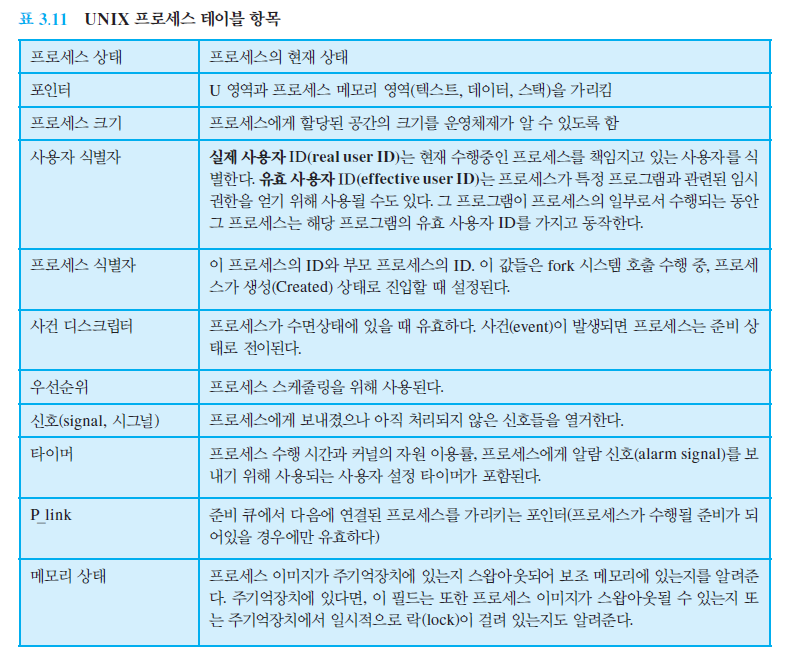 표 3.11 UNIX 프로세스 테이블 항목
프로세스 상태 프로세스의 현재 상태
포인터 U 영역과 프로세스 메모리 영역(텍스트, 데이터, 스택)을 가리킴
프로세스 크기 프로세스에게 할당된 공간의 크기를 운영체제가 알 수 있도록 함
사용자 식별자 실제 사용자 ID(real user ID)는 현재 수행중인 프로세스를 책임지고 있는 사용자를 식
별한다. 유효 사용자 ID(effective user ID)는 프로세스가 특정 프로그램과 관련된 임시
권한을 얻기 위해 사용될 수도 있다. 그 프로그램이 프로세스의 일부로서 수행되는 동안
그 프로세스는 해당 프로그램의 유효 사용자 ID를 가지고 동작한다.
프로세스 식별자 이 프로세스의 ID와 부모 프로세스의 ID. 이 값들은 fork 시스템 호출 수행 중, 프로세
스가 생성(Created) 상태로 진입할 때 설정된다.
사건 디스크립터 프로세스가 수면상태에 있을 때 유효하다. 사건(event)이 발생되면 프로세스는 준비 상
태로 전이된다.
우선순위 프로세스 스케줄링을 위해 사용된다.
신호(signal, 시그널) 프로세스에게 보내졌으나 아직 처리되지 않은 신호들을 열거한다.
타이머 프로세스 수행 시간과 커널의 자원 이용률, 프로세스에게 알람 신호(alarm signal)를 보
내기 위해 사용되는 사용자 설정 타이머가 포함된다.
P_link 준비 큐에서 다음에 연결된 프로세스를 가리키는 포인터(프로세스가 수행될 준비가 되
어있을 경우에만 유효하다)
메모리 상태 프로세스 이미지가 주기억장치에 있는지 스왑아웃되어 보조 메모리에 있는지를 알려준
다. 주기억장치에 있다면, 이 필드는 또한 프로세스 이미지가 스왑아웃될 수 있는지 또
는 주기억장치에서 일시적으로 락(lock)이 걸려 있는지도 알려준다.